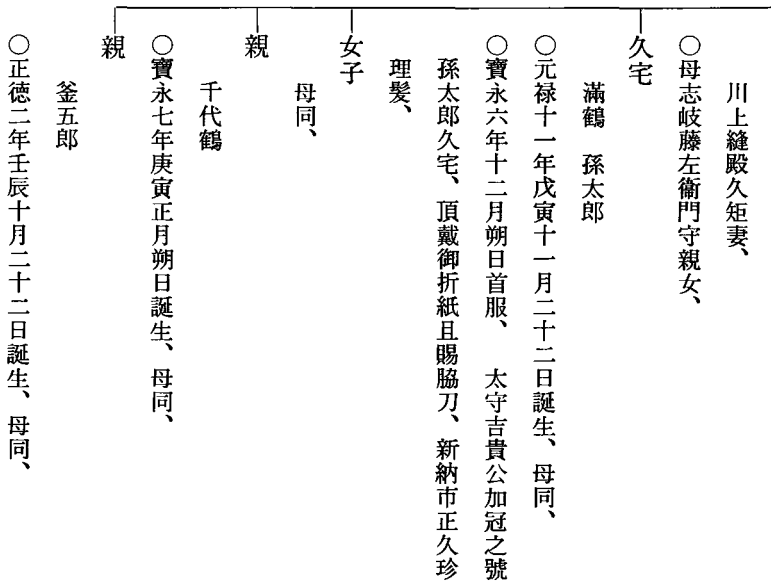 川上縫殿久矩妻、
○母志岐藤左衞門守親女、
久宅
滿鶴　孫太郎
○元禄十一年戊寅十一月二十二日誕生、母同、
○寶永六年十二月朔日首服、　太守吉貴公加冠之號
孫太郎久宅、頂戴御折紙且賜脇刀、新納市正久珍
理髮、
女子
母同、
親
千代鶴
○寶永七年庚寅正月朔日誕生、母同、
親
釜五郎
○正徳二年壬辰十月二十二日誕生、母同、